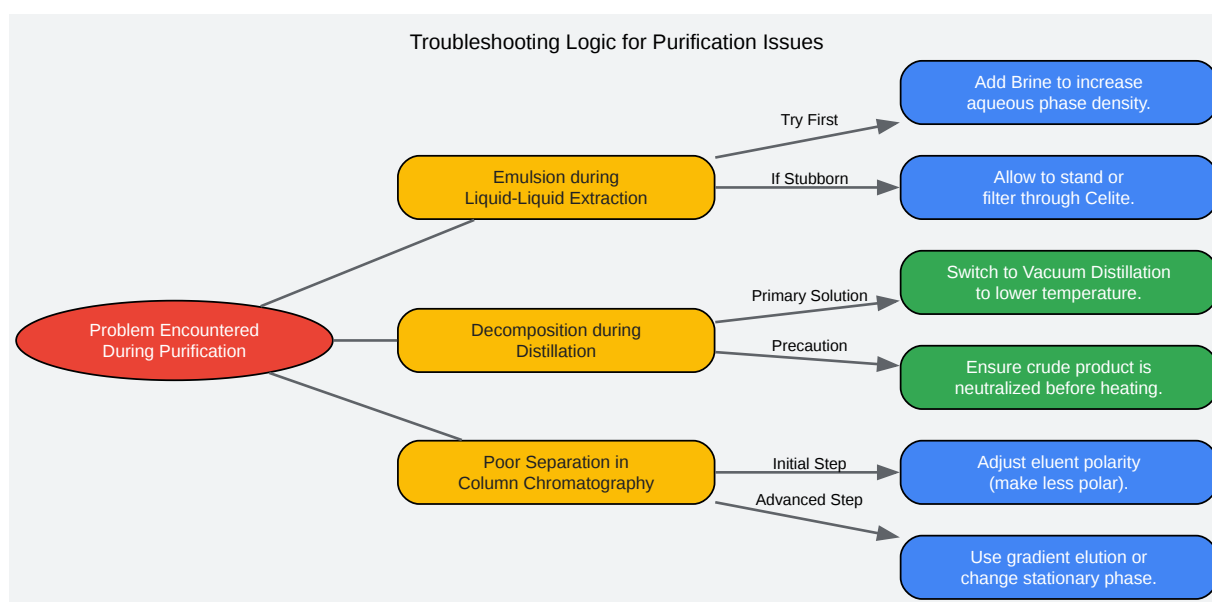 Troubleshooting Logic for Purification Issues
Problem Encountered
During Purification
Emulsion during
Liquid-Liquid Extraction
Try First
Add Brine to increase
aqueous phase density.
If Stubborn
Allow to stand or
filter through Celite.
Decomposition during
Distillation
Primary Solution
Switch to Vacuum Distillation
to lower temperature.
Precaution
Ensure crude product is
neutralized before heating.
Poor Separation in
Column Chromatography
Initial Step
Adjust eluent polarity
(make less polar).
Advanced Step
Use gradient elution or
change stationary phase.